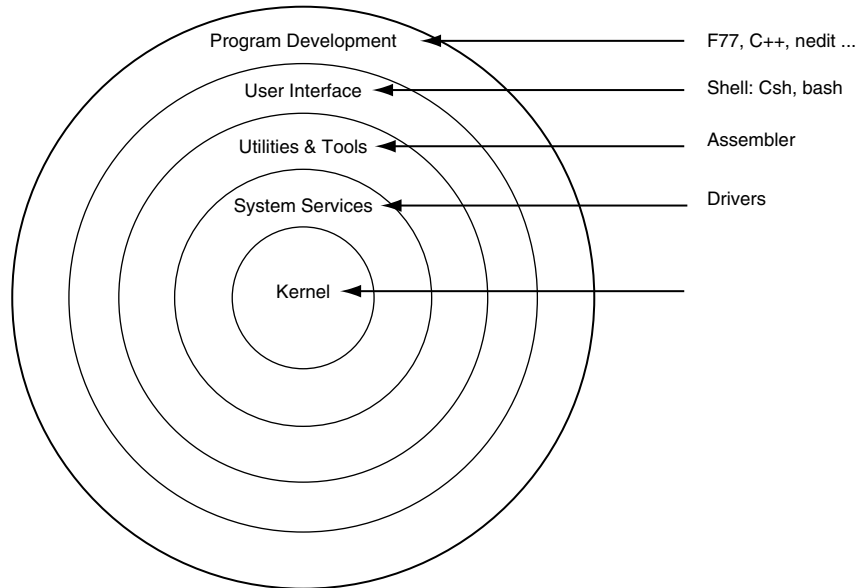 Program Development
F77, C++, nedit ...
User Interface
Shell: Csh, bash
Utilities & Tools
Assembler
System Services
Drivers
Kernel